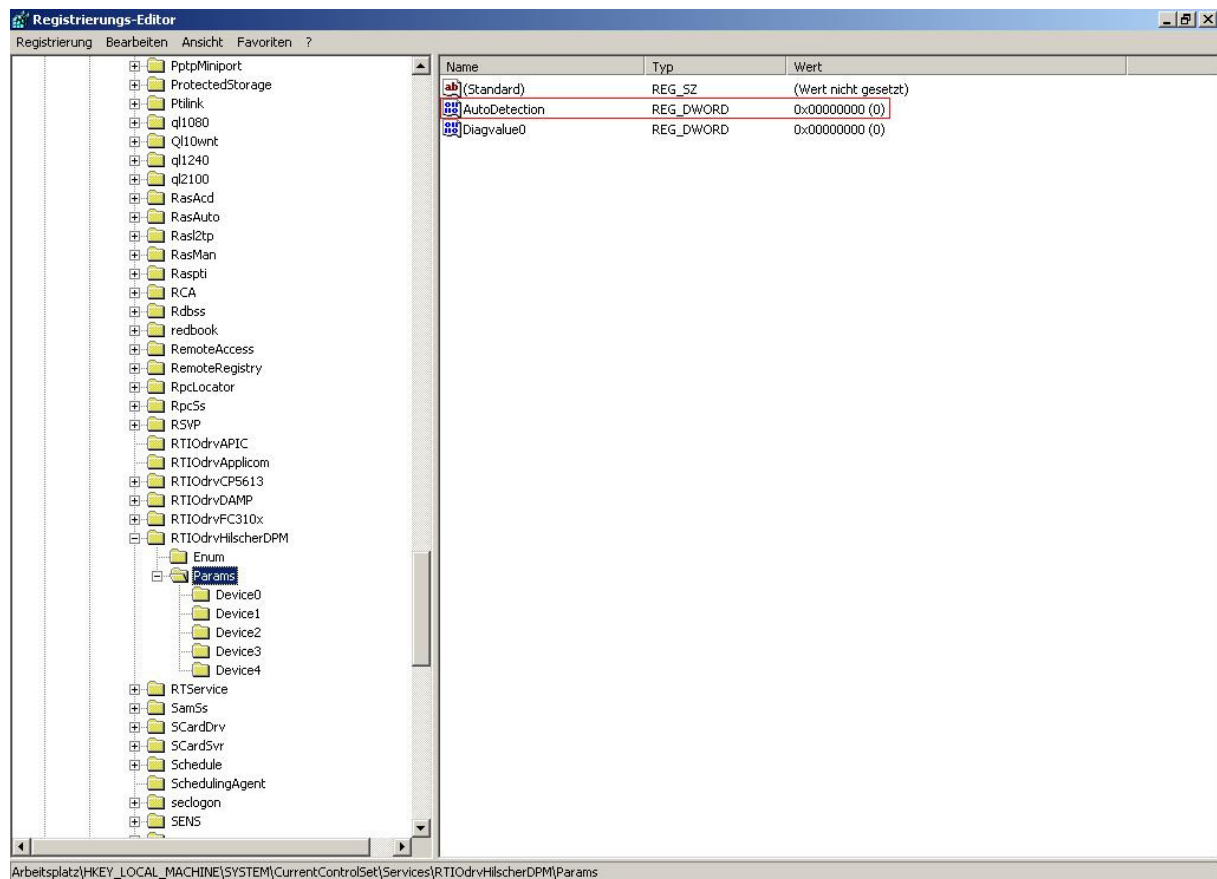 Registrierungs-Editor
Registrierung Bearbeiten Ansicht Favoriten ?
PptpMiniport
ProtectedStorage
Ptilink
ql1080
Ql10wnt
ql1240
ql2100
RasAcd
RasAuto
Rasl2tp
RasMan
Raspti
RCA
Rdbss
redbook
RemoteAccess
RemoteRegistry
RpcLocator
RpcSs
RSVP
RTIOdrvAPIC
RTIOdrvApplicom
RTIOdrvCP5613
RTIOdrvDAMP
RTIOdrvFC310x
RTIOdrvHilscherDPM
Enum
Params
Device0
Device1
Device2
Device3
Device4
RTService
SamSs
SCardDrv
SCardSvr
Schedule
SchedulingAgent
seclogon
SENS
Name Typ Wert
(Standard) REG_SZ (Wert nicht gesetzt)
AutoDetection REG_DWORD 0x00000000 (0)
Diagvalue0 REG_DWORD 0x00000000 (0)
Arbeitsplatz\HKEY_LOCAL_MACHINE\SYSTEM\CurrentControlSet\Services\RTIOdrvHilscherDPM\Params